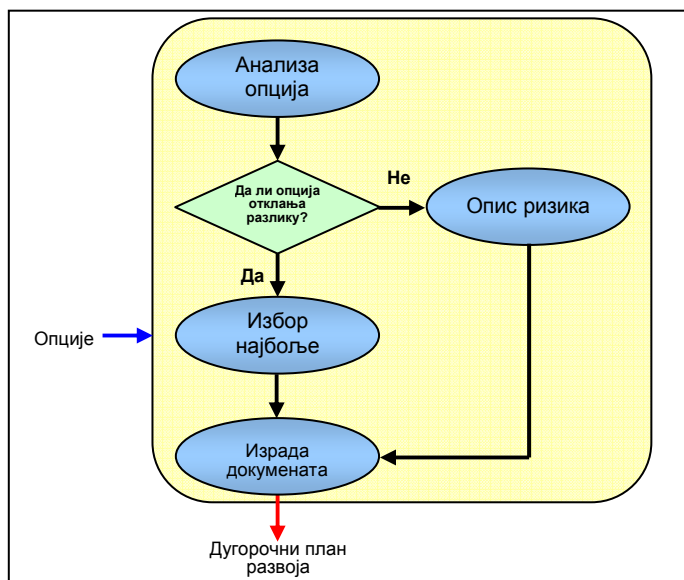 Анализа
опција
Да ли опција
отклања
разлику?
Не
Опис ризика
Да
Избор
најбоље
Опције
Израда
докумената
Дугорочни план
развоја